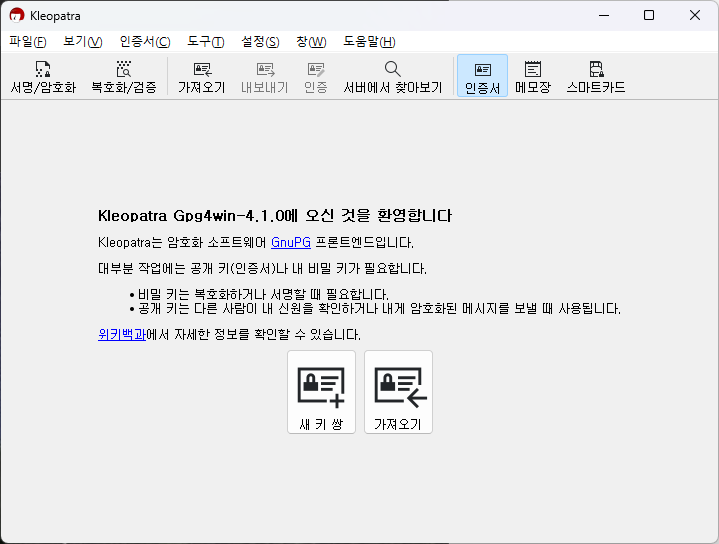 Kleopatra
파일(F) 보기(V) 인증서(C) 도구(T) 설정(S) 창(W) 도움말(H)
서명/암호화 복호화/검증 가져오기 내보내기 인증 서버에서 찾아보기 인증서 메모장 스마트카드
Kleopatra Gpg4win-4.1.0에 오신 것을 환영합니다
Kleopatra는 암호화 소프트웨어 GnuPG 프론트엔드입니다.
대부분 작업에는 공개 키(인증서)나 내 비밀 키가 필요합니다.
• 비밀 키는 복호화하거나 서명할 때 필요합니다.
• 공개 키는 다른 사람이 내 신원을 확인하거나 내게 암호화된 메시지를 보낼 때 사용됩니다.
위키백과에서 자세한 정보를 확인할 수 있습니다.
새 키 쌍 가져오기